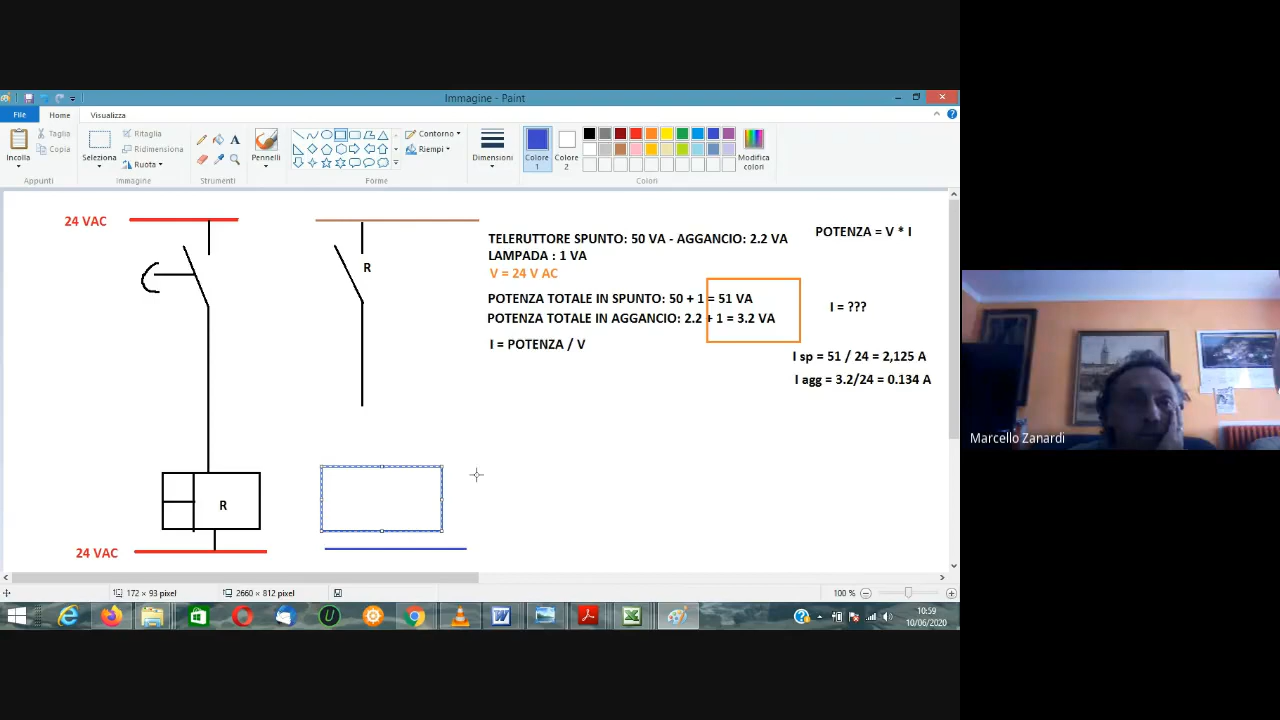 Immagine - Paint
File
Home
Visualizza
Incolla
Taglia
Copia
Appunti
Seleziona
Ritaglia
Ridimensiona
Ruota
Immagine
Strumenti
Pennelli
Forme
Contorno
Riempi
Dimensioni
Colore 1
Colore 2
Modifica colori
Colori
24 VAC
R
TELERUTTORE SPUNTO: 50 VA - AGGANCIO: 2.2 VA
LAMPADA : 1 VA
V = 24 V AC
POTENZA = V * I
POTENZA TOTALE IN SPUNTO: 50 + 1 = 51 VA
POTENZA TOTALE IN AGGANCIO: 2.2 + 1 = 3.2 VA
I = ???
I = POTENZA / V
I sp = 51 / 24 = 2,125 A
I agg = 3.2/24 = 0.134 A
R
24 VAC
Marcello Zanardi
172 × 93 pixel
2660 × 812 pixel
100 %
10:59
10/06/2020